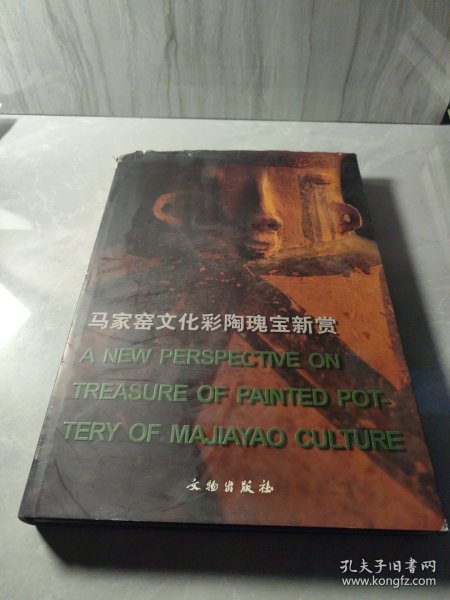 马家窑文化彩陶瑰宝新赏
A NEW PERSPECTIVE ON
TREASURE OF PAINTED POT-
TERY OF MAJIAYAO CULTURE
文物出版社
孔夫子旧书网
www.kongfz.com